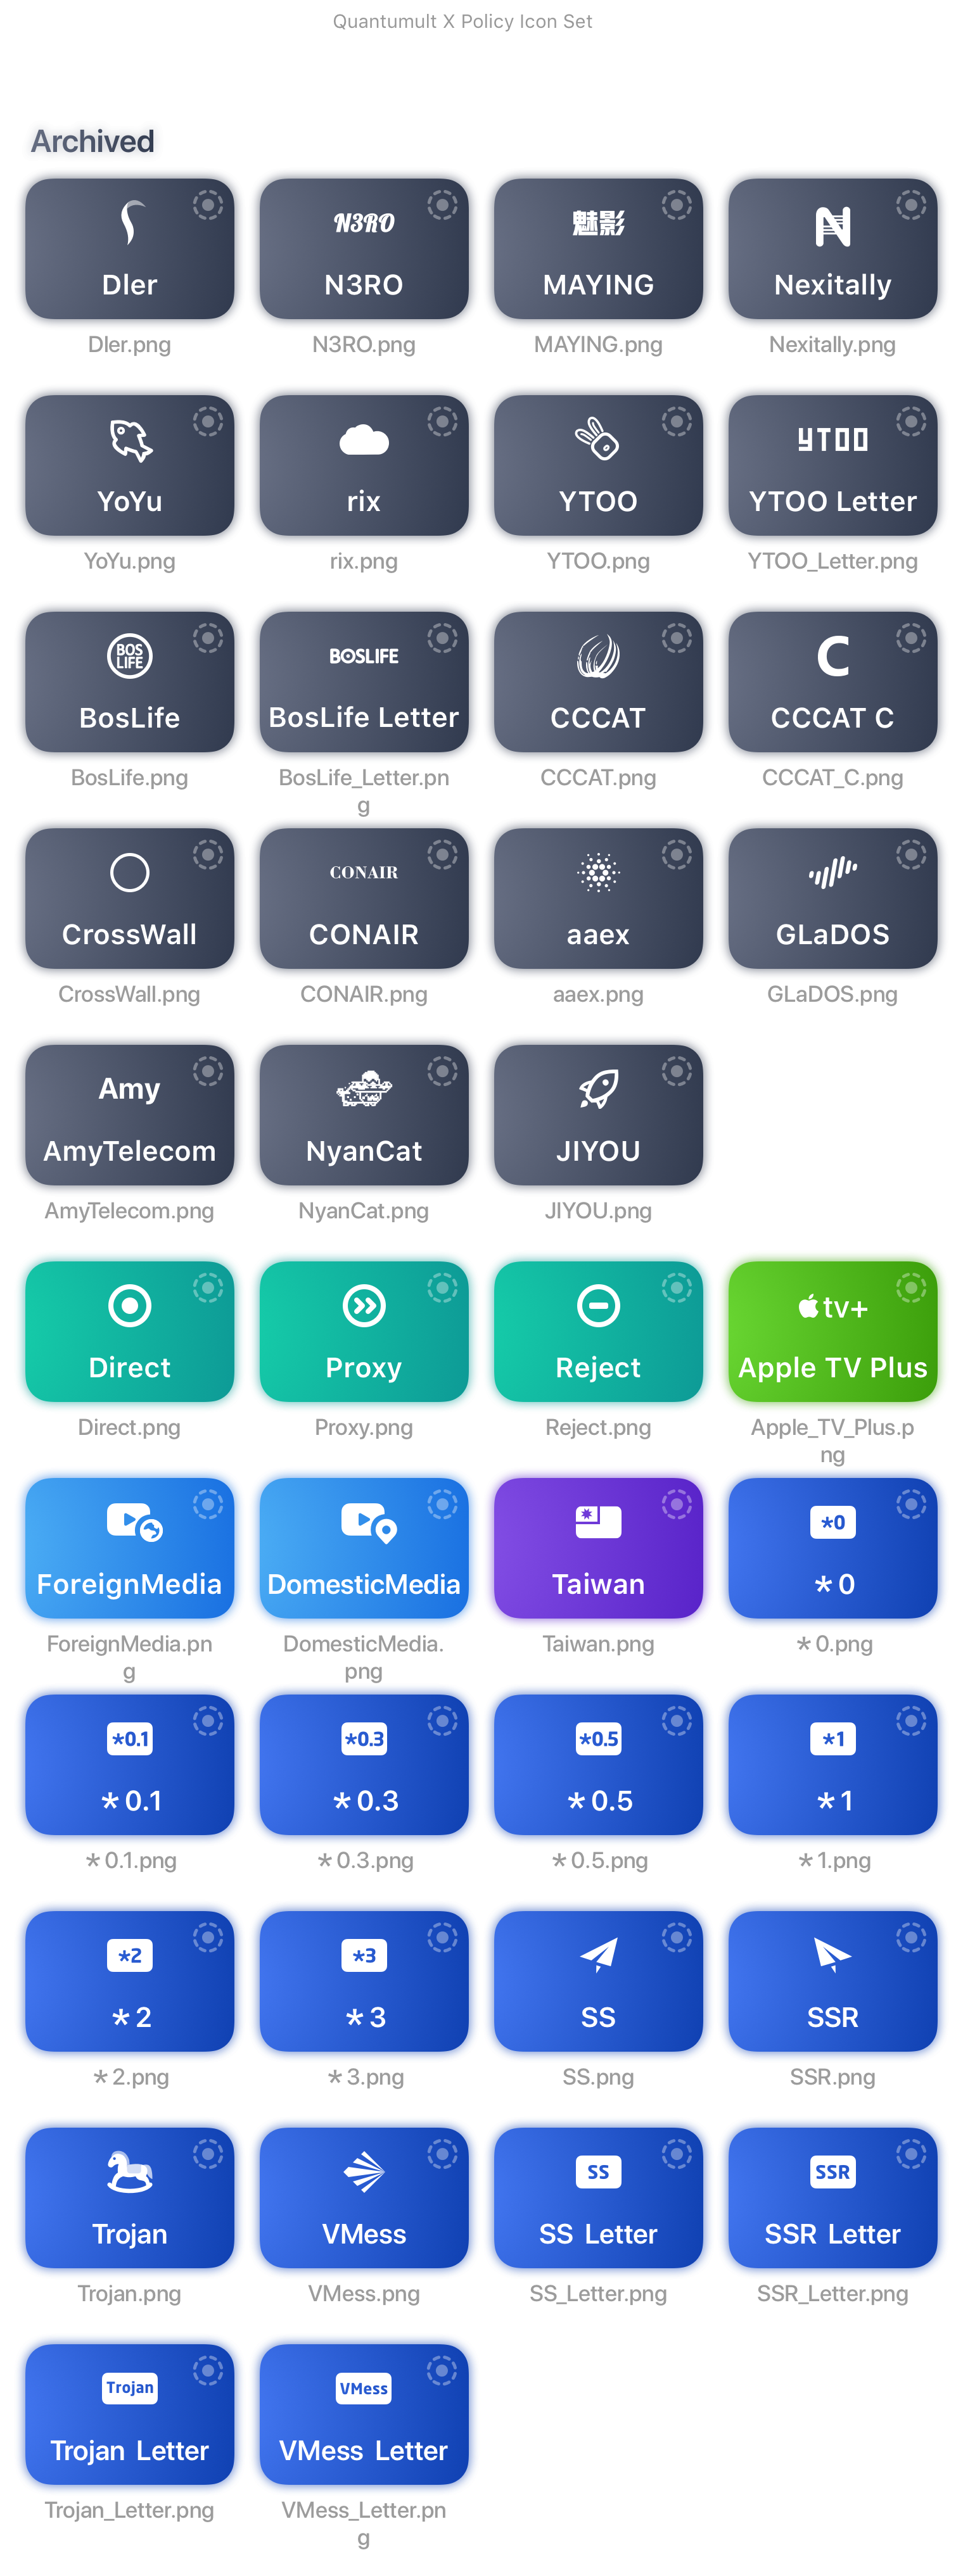 Quantumult X Policy Icon Set
Archived
N3RO 魅影
Dler N3RO MAYING Nexitally
Dler.png N3RO.png MAYING.png Nexitally.png
YTOO
YoYu rix YTOO YTOO Letter
YoYu.png rix.png YTOO.png YTOO_Letter.png
BOS LIFE BOSLIFE C
BosLife BosLife Letter CCCAT CCCAT C
BosLife.png BosLife_Letter.pn CCCAT.png CCCAT_C.png
g
CONAIR
CrossWall CONAIR aaex GLaDOS
CrossWall.png CONAIR.png aaex.png GLaDOS.png
Amy
AmyTelecom NyanCat JIYOU
AmyTelecom.png NyanCat.png JIYOU.png
tv+
Direct Proxy Reject Apple TV Plus
Direct.png Proxy.png Reject.png Apple_TV_Plus.p
ng
*0
ForeignMedia DomesticMedia Taiwan *0
ForeignMedia.pn DomesticMedia. Taiwan.png *0.png
g png
*0.1 *0.3 *0.5 *1
*0.1 *0.3 *0.5 *1
*0.1.png *0.3.png *0.5.png *1.png
*2 *3
*2 *3 SS SSR
*2.png *3.png SS.png SSR.png
SS SSR
Trojan VMess SS Letter SSR Letter
Trojan.png VMess.png SS_Letter.png SSR_Letter.png
Trojan VMess
Trojan Letter VMess Letter
Trojan_Letter.png VMess_Letter.pn
g